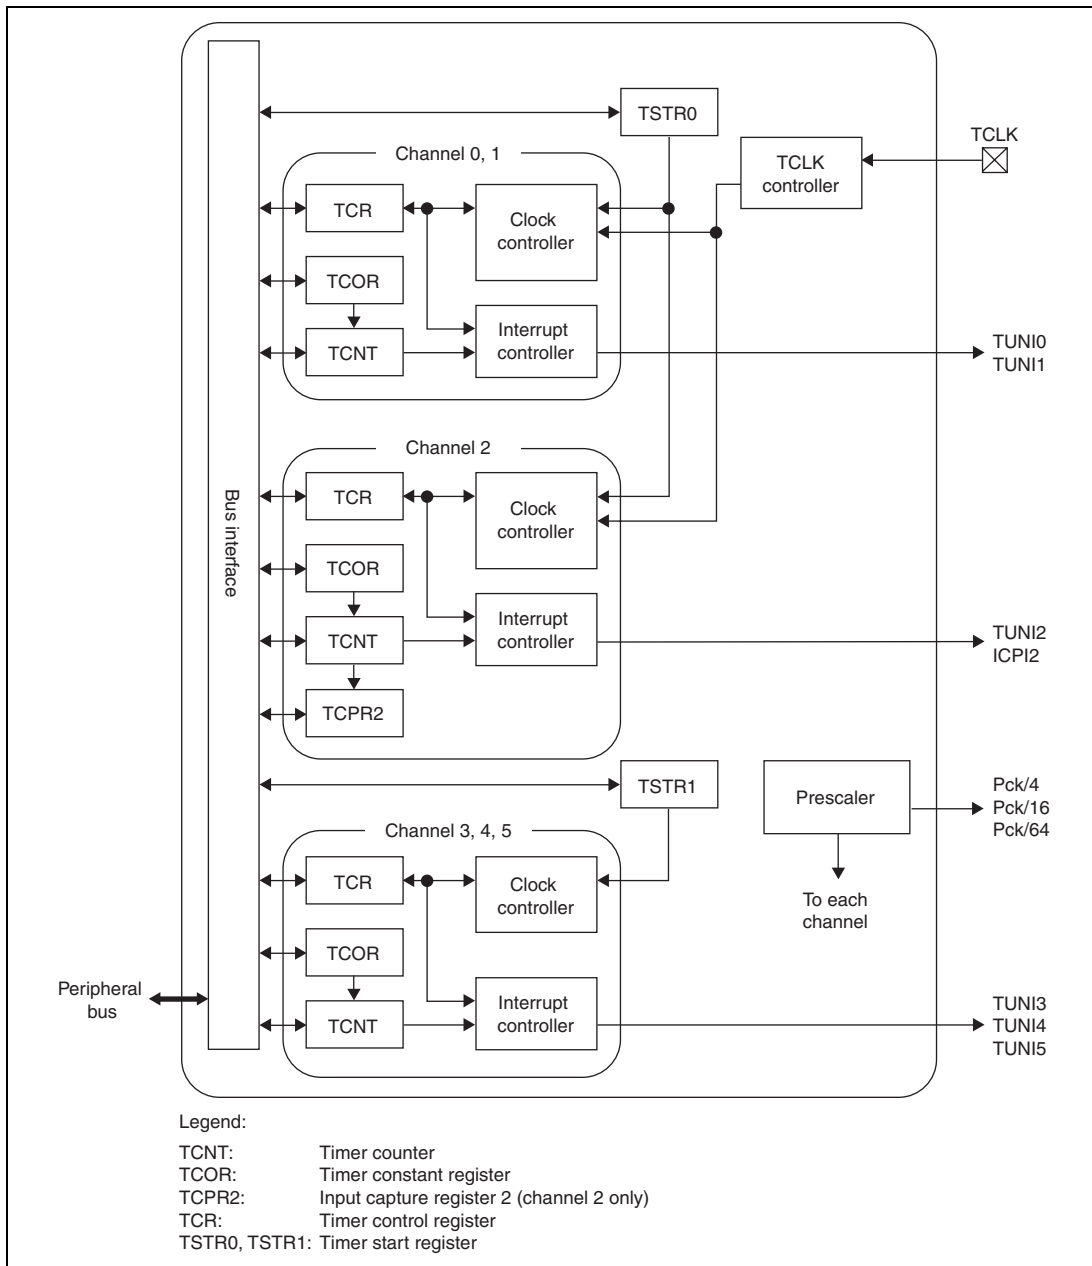 TSTR0
TCLK
Channel 0, 1
TCLK
controller
TCR
Clock
controller
TCOR
Interrupt
controller
TCNT
TUNI0
TUNI1
Channel 2
TCR
Clock
controller
Bus interface
TCOR
Interrupt
controller
TCNT
TUNI2
ICPI2
TCPR2
TSTR1
Prescaler
Pck/4
Pck/16
Pck/64
Channel 3, 4, 5
TCR
Clock
controller
To each
channel
TCOR
Peripheral
bus
Interrupt
controller
TCNT
TUNI3
TUNI4
TUNI5
Legend:
TCNT: Timer counter
TCOR: Timer constant register
TCPR2: Input capture register 2 (channel 2 only)
TCR: Timer control register
TSTR0, TSTR1: Timer start register